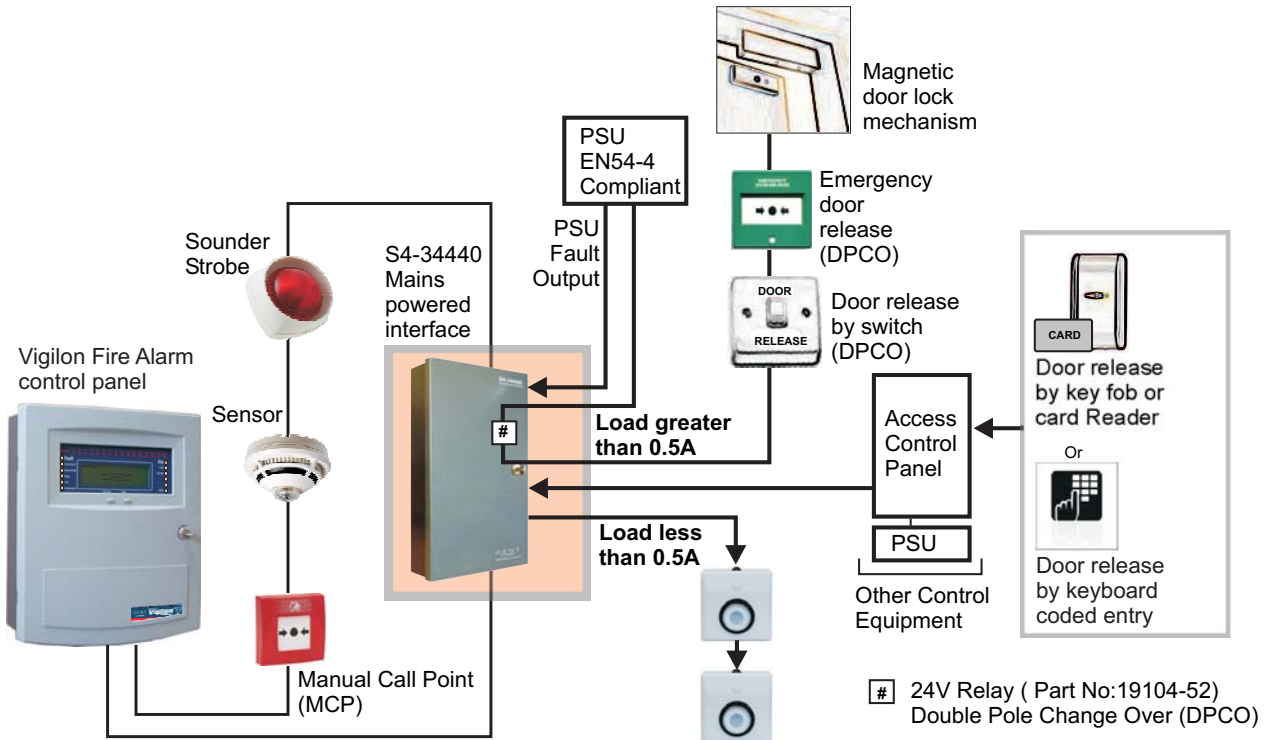 Magnetic
door lock
mechanism
PSU
EN54-4
Compliant
Emergency
door
release
(DPCO)
PSU
Fault
Output
Sounder
Strobe
S4-34440
Mains
powered
interface
DOOR
RELEASE
Door release
by switch
(DPCO)
CARD
Door release
by key fob or
card Reader
Or
Door release
by keyboard
coded entry
Vigilon Fire Alarm
control panel
Sensor
S4-34440
#
Load greater
than 0.5A
Access
Control
Panel
PSU
Other Control
Equipment
Load less
than 0.5A
Manual Call Point
(MCP)
# 24V Relay ( Part No:19104-52)
Double Pole Change Over (DPCO)